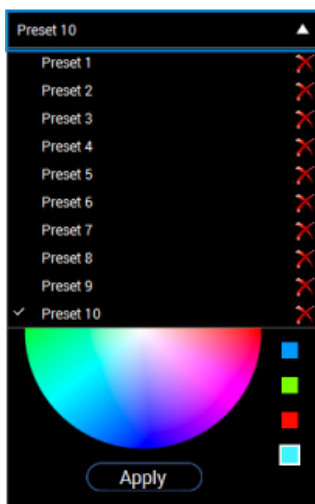 Preset 10
Preset 1
Preset 2
Preset 3
Preset 4
Preset 5
Preset 6
Preset 7
Preset 8
Preset 9
Preset 10
Apply